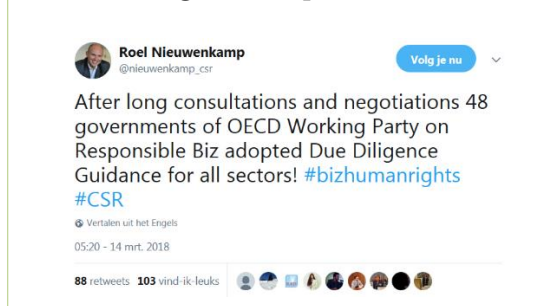 Roel Nieuwenkamp
@nieuwenkamp_csr
Volg je nu
After long consultations and negotiations 48
governments of OECD Working Party on
Responsible Biz adopted Due Diligence
Guidance for all sectors! #bizhumanrights
#CSR
Vertalen uit het Engels
05:20 - 14 mrt. 2018
88 retweets 103 vind-ik-leuks